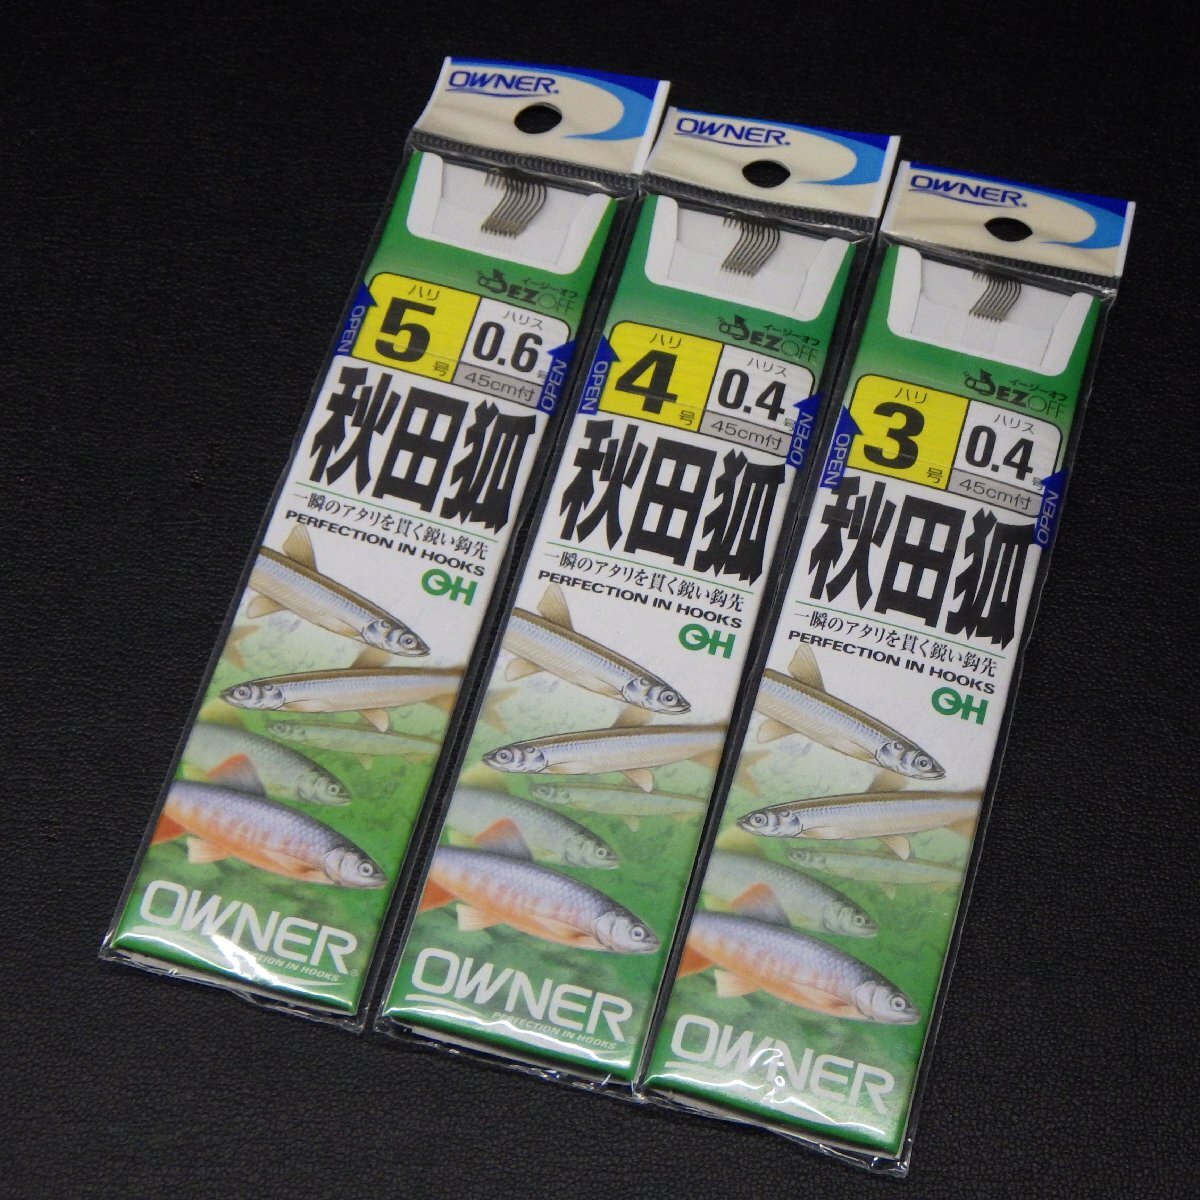 OWNER®
イージーオフ
EZOFF
ハリ
5号
ハリス
0.6号
45cm付
OPEN
OPEN
秋田狐
一瞬のアタリを貫く鋭い鈎先
PERFECTION IN HOOKS
OH
OWNER®
PERFECTION IN HOOKS
OWNER®
イージーオフ
EZOFF
ハリ
4号
ハリス
0.4号
45cm付
OPEN
OPEN
秋田狐
一瞬のアタリを貫く鋭い鈎先
PERFECTION IN HOOKS
OH
OWNER®
PERFECTION IN HOOKS
OWNER®
イージーオフ
EZOFF
ハリ
3号
ハリス
0.4号
45cm付
OPEN
OPEN
秋田狐
一瞬のアタリを貫く鋭い鈎先
PERFECTION IN HOOKS
OH
OWNER